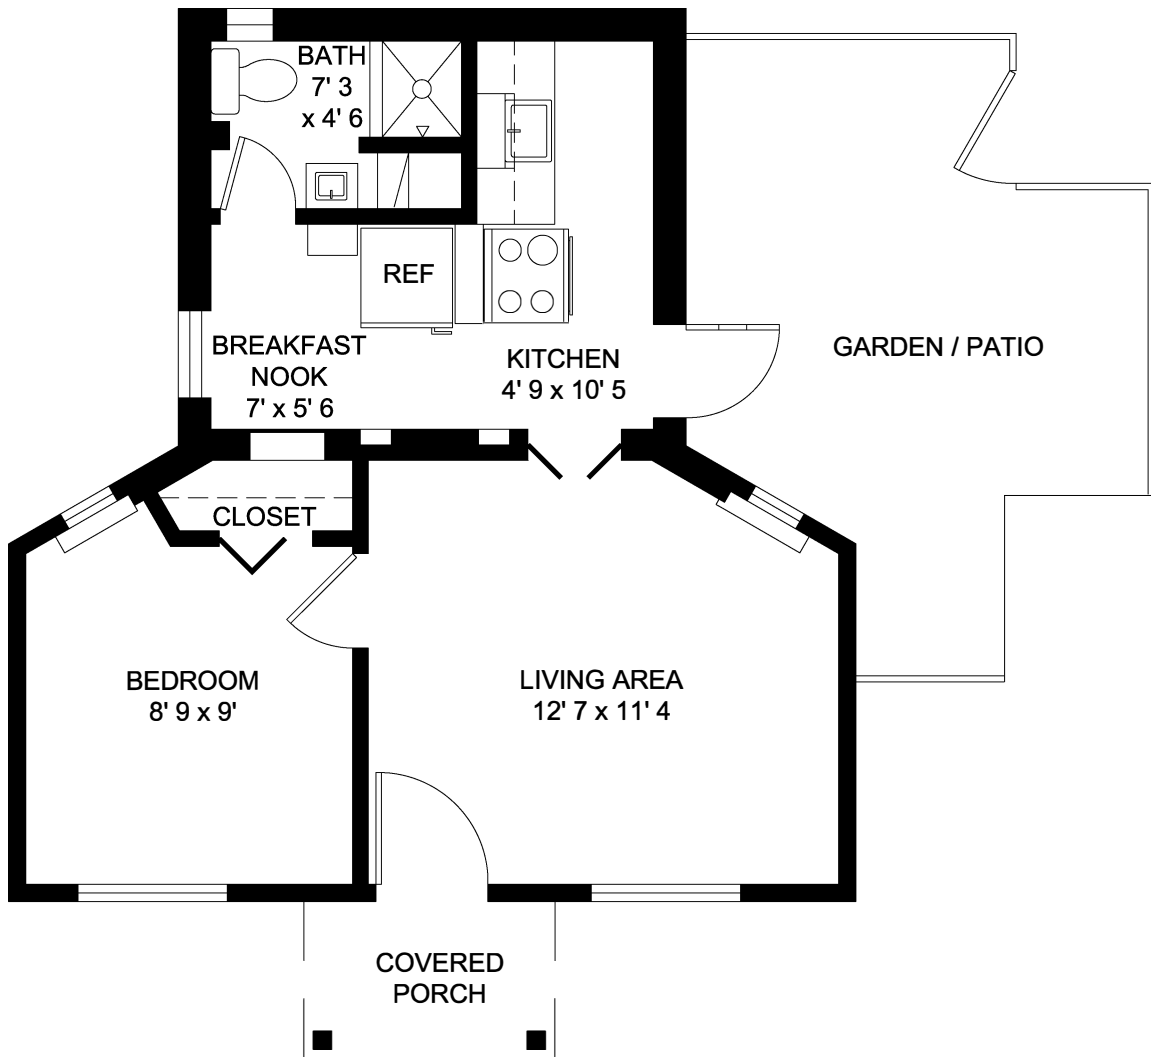 BATH
7' 3
x 4' 6
REF
BREAKFAST
NOOK
7' x 5' 6
KITCHEN
4' 9 x 10' 5
GARDEN / PATIO
CLOSET
BEDROOM
8' 9 x 9'
LIVING AREA
12' 7 x 11' 4
COVERED
PORCH